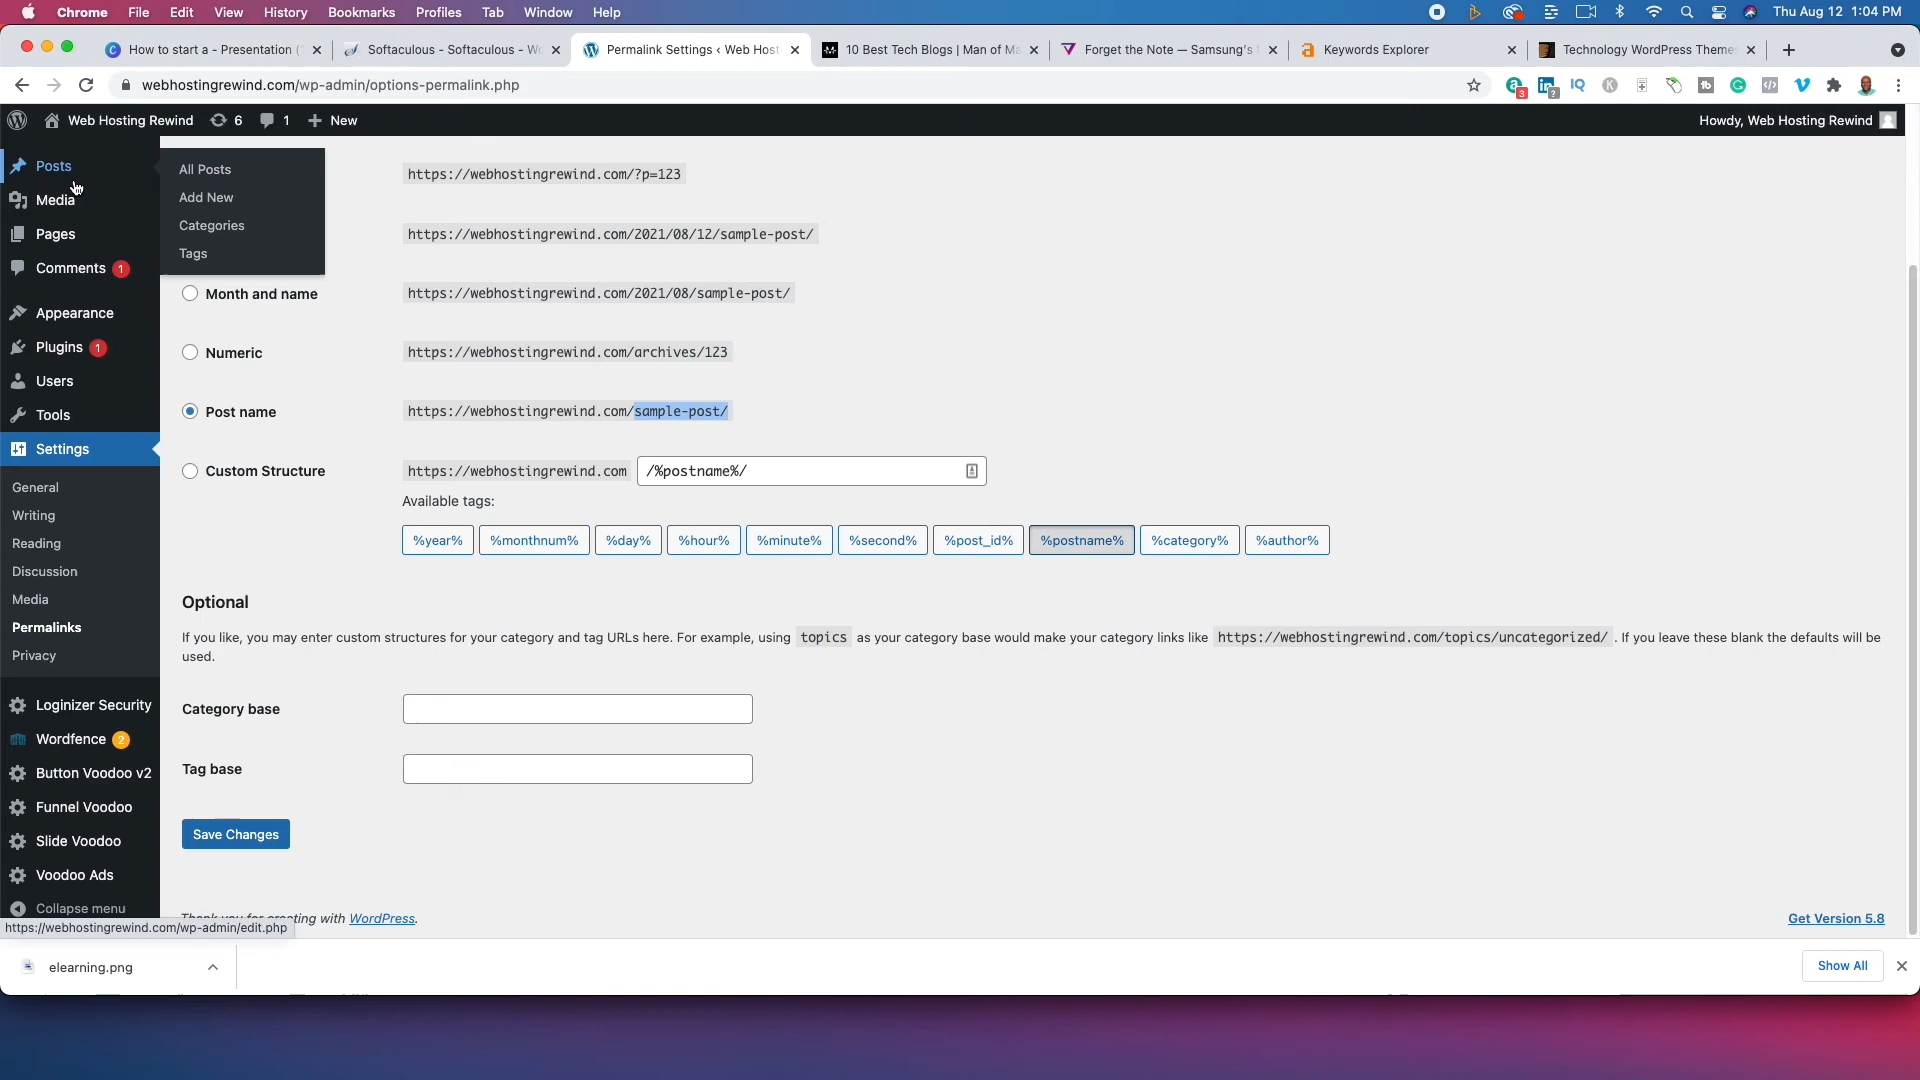 Chrome File Edit View History Bookmarks Profiles Tab Window Help Thu Aug 12 1:04 PM
How to start a - Presentation ( Softaculous - Softaculous - W Permalink Settings ‹ Web Host 10 Best Tech Blogs | Man of M Forget the Note — Samsung's Keywords Explorer Technology WordPress Theme
webhostingrewind.com/wp-admin/options-permalink.php
Web Hosting Rewind 6 1 New Howdy, Web Hosting Rewind
Posts
Media
Pages
Comments 1
Appearance
Plugins 1
Users
Tools
Settings
General
Writing
Reading
Discussion
Media
Permalinks
Privacy
Loginizer Security
Wordfence 2
Button Voodoo v2
Funnel Voodoo
Slide Voodoo
Voodoo Ads
Collapse menu
All Posts
Add New
Categories
Tags
https://webhostingrewind.com/?p=123
https://webhostingrewind.com/2021/08/12/sample-post/
Month and name https://webhostingrewind.com/2021/08/sample-post/
Numeric https://webhostingrewind.com/archives/123
Post name https://webhostingrewind.com/sample-post/
Custom Structure https://webhostingrewind.com /%postname%/
Available tags:
%year% %monthnum% %day% %hour% %minute% %second% %post_id% %postname% %category% %author%
Optional
If you like, you may enter custom structures for your category and tag URLs here. For example, using topics as your category base would make your category links like https://webhostingrewind.com/topics/uncategorized/ . If you leave these blank the defaults will be
used.
Category base
Tag base
Save Changes
Thank you for creating with WordPress.
Get Version 5.8
https://webhostingrewind.com/wp-admin/edit.php
elearning.png
Show All